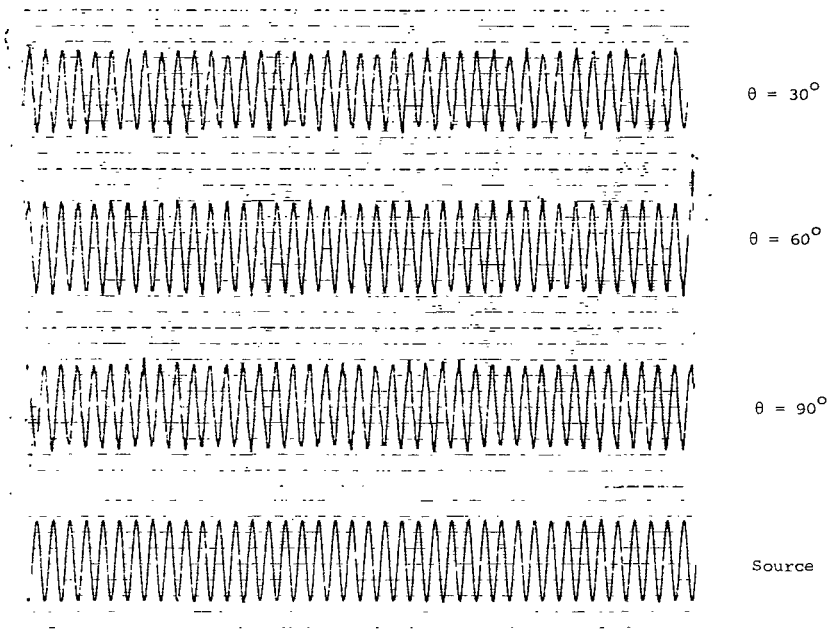 θ = 30°
θ = 60°
θ = 90°
Source